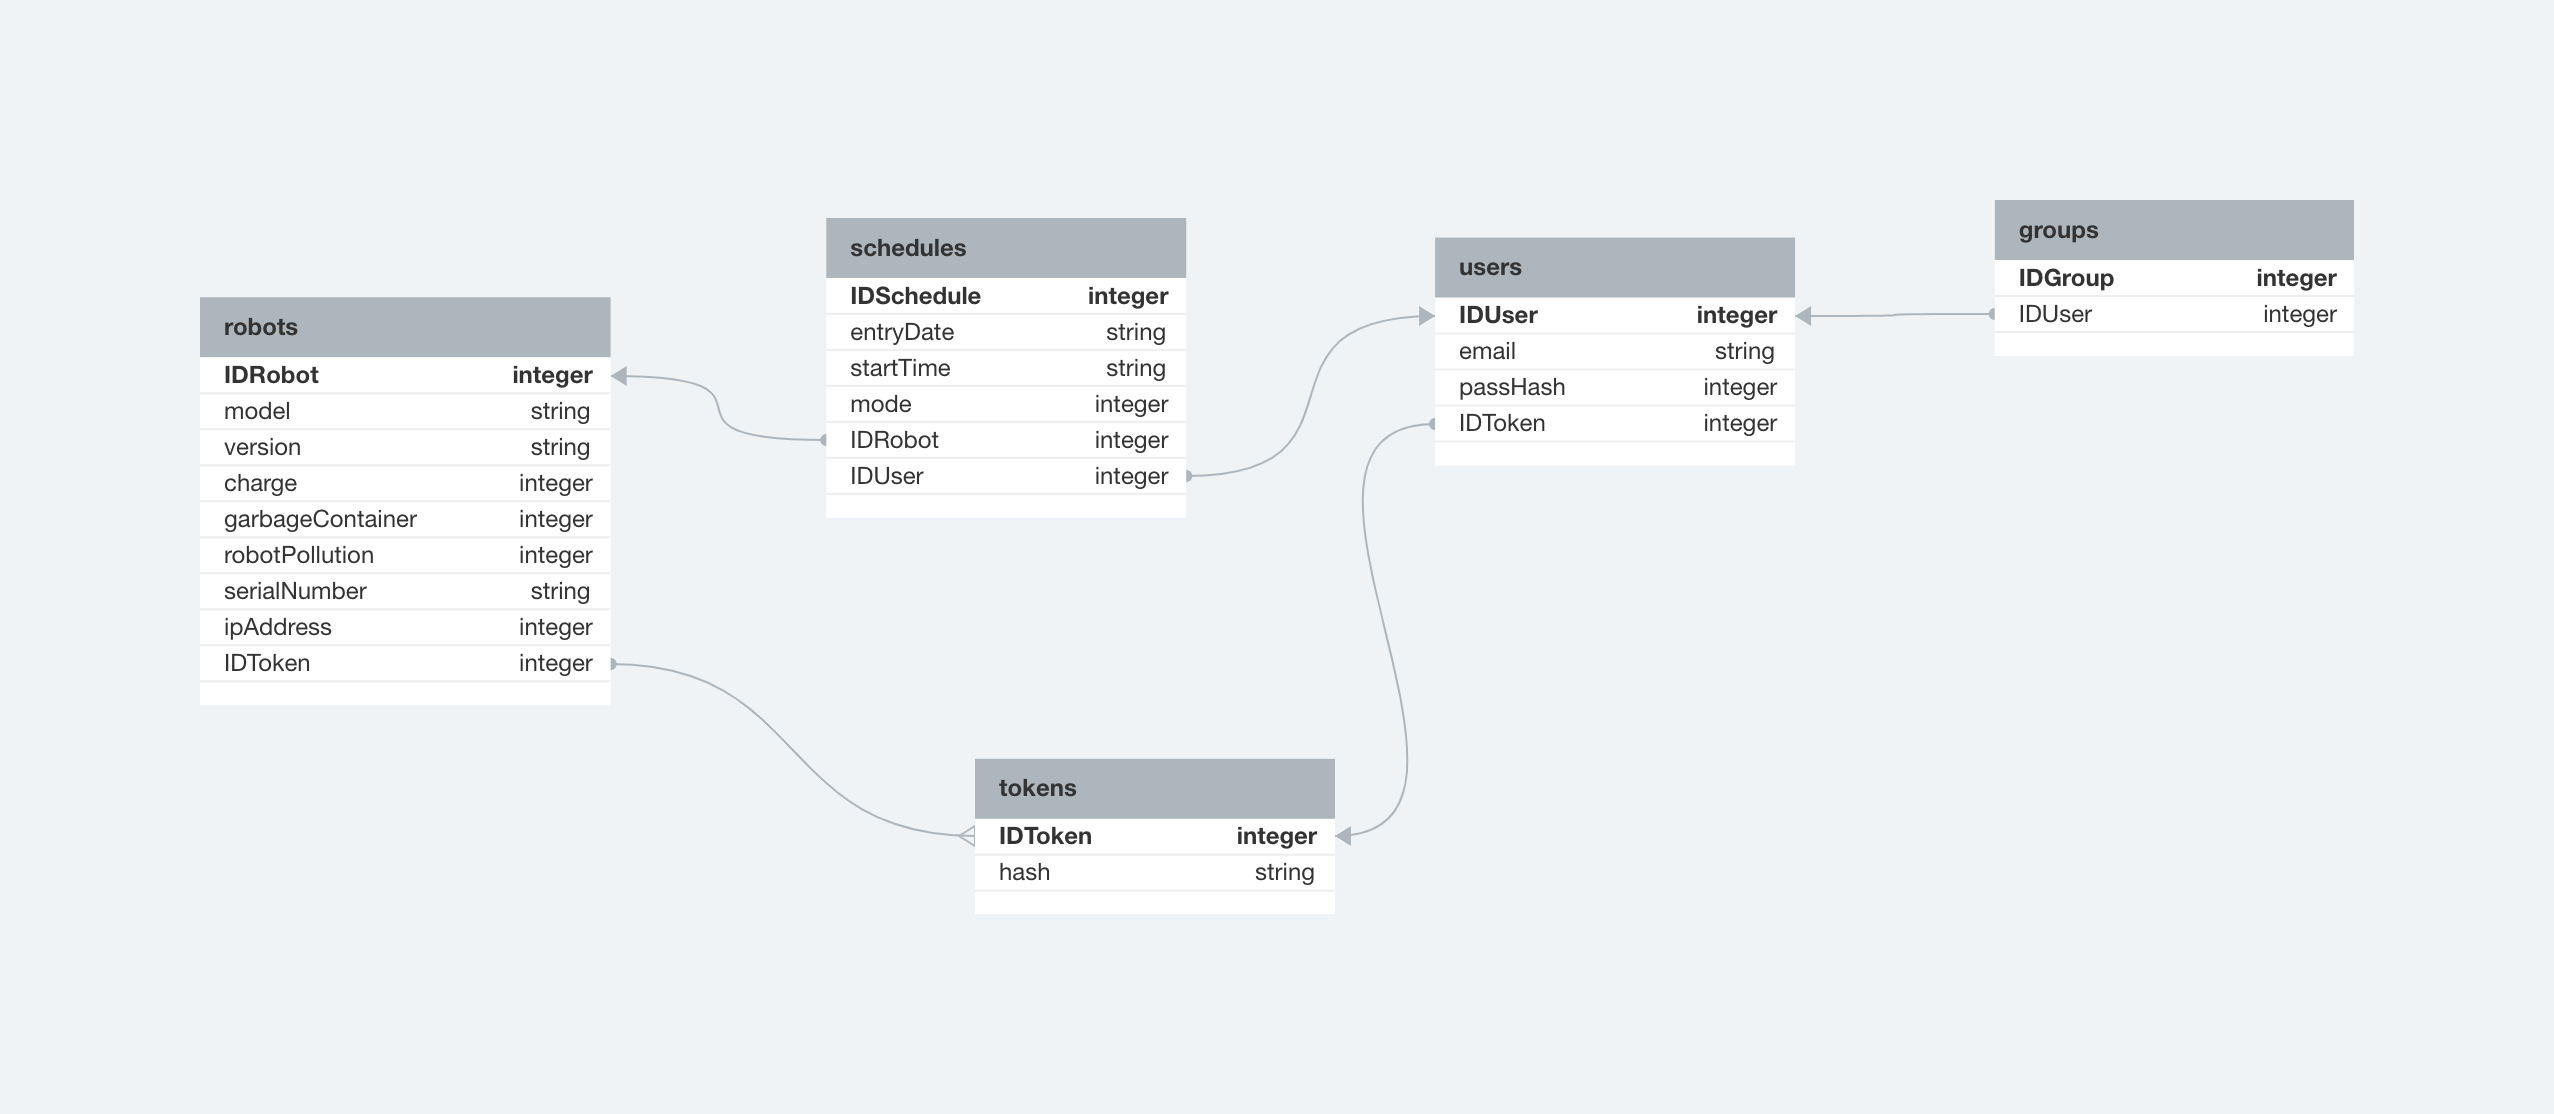 robots
IDRobot integer
model string
version string
charge integer
garbageContainer integer
robotPollution integer
serialNumber string
ipAddress integer
IDToken integer
schedules
IDSchedule integer
entryDate string
startTime string
mode integer
IDRobot integer
IDUser integer
users
IDUser integer
email string
passHash integer
IDToken integer
groups
IDGroup integer
IDUser integer
tokens
IDToken integer
hash string